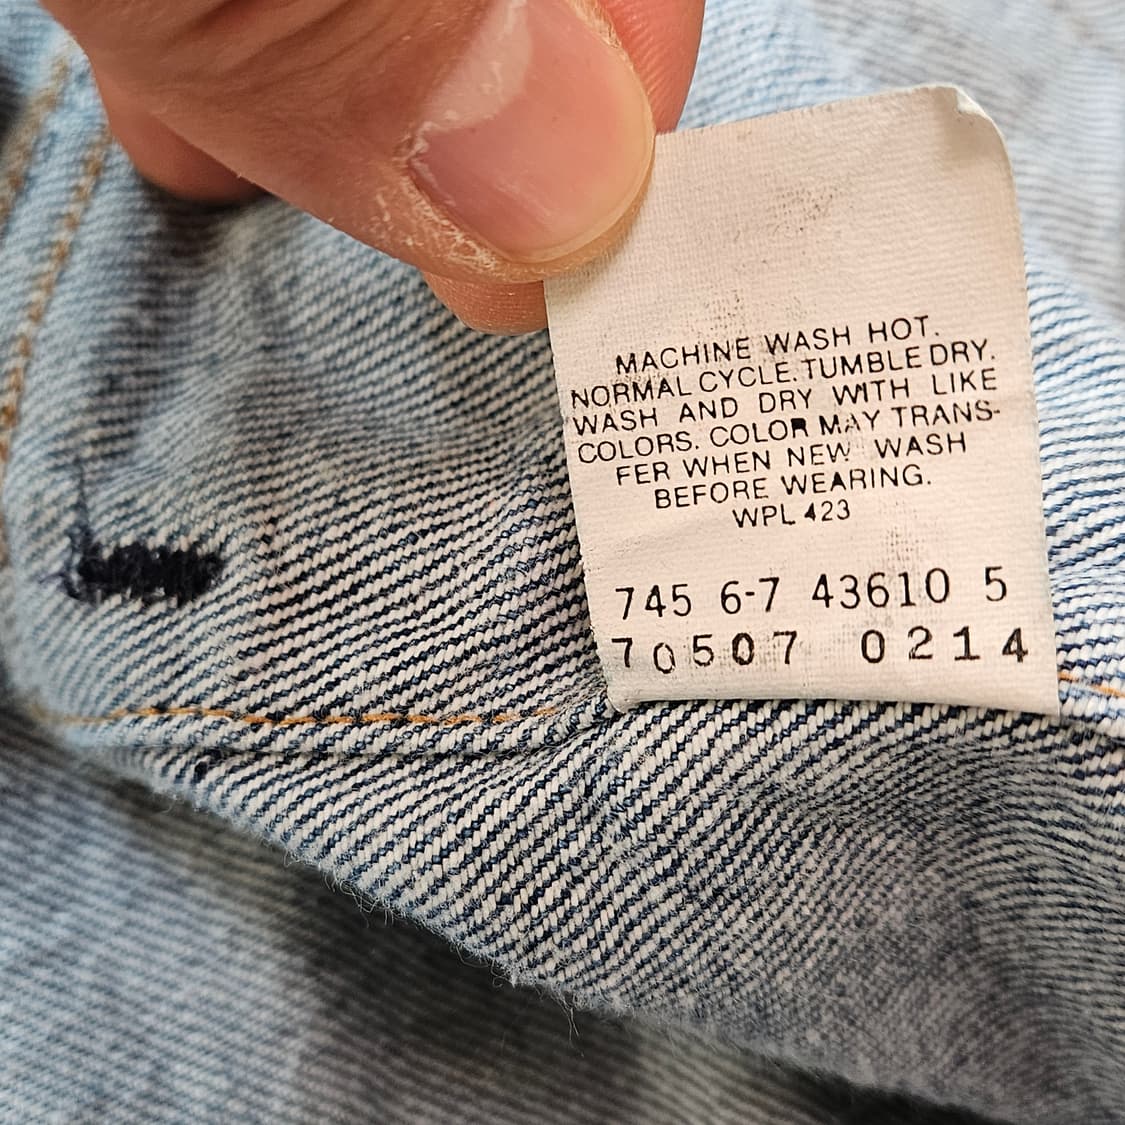 MACHINE WASH HOT.
NORMAL CYCLE. TUMBLE DRY.
WASH AND DRY WITH LIKE
COLORS. COLOR MAY TRANS-
FER WHEN NEW WASH
BEFORE WEARING.
WPL 423
745 6-7 43610 5
70507 0214